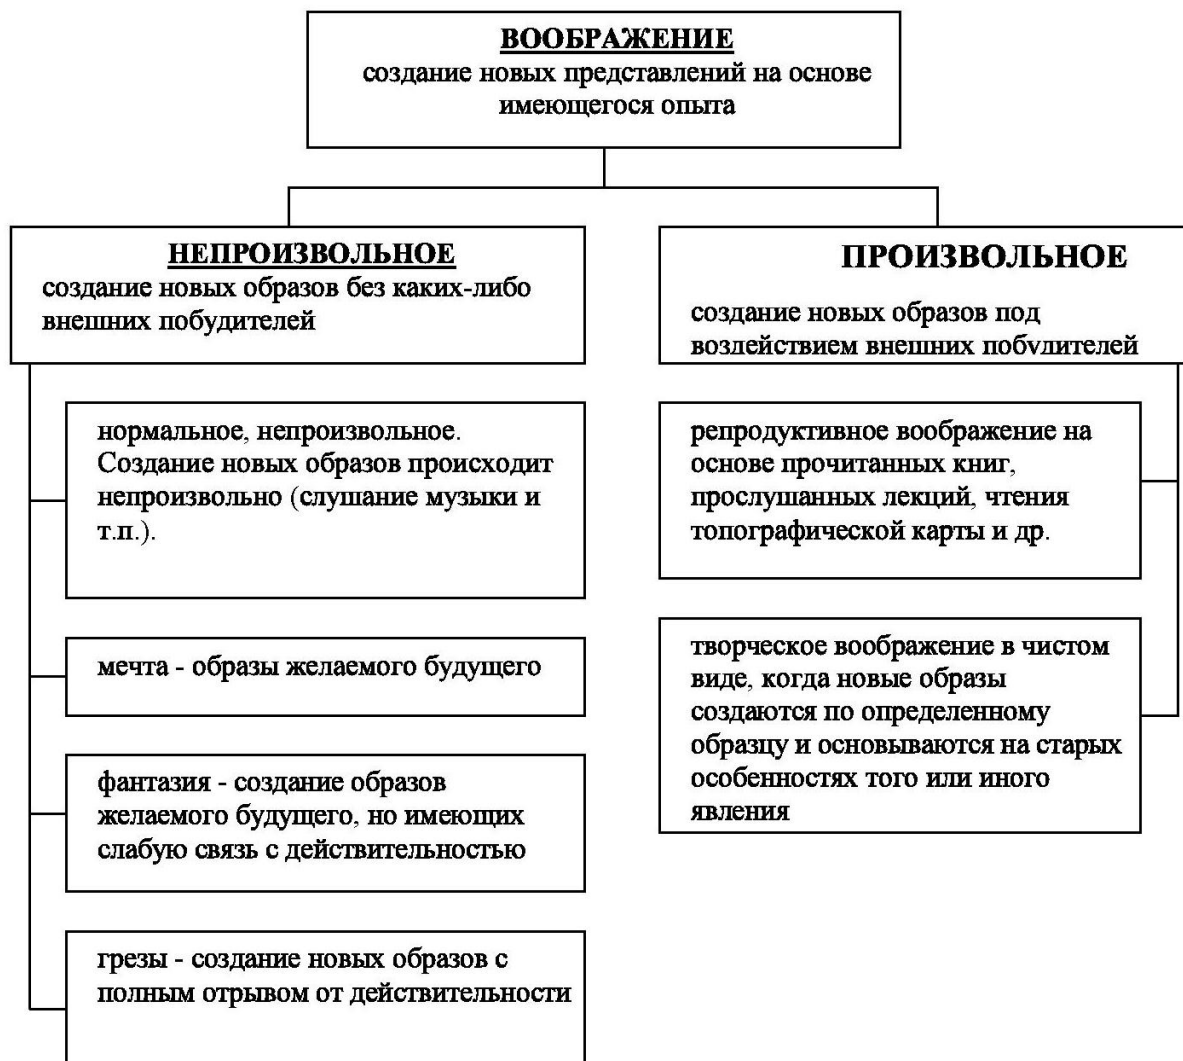 ВООБРАЖЕНИЕ
создание новых представлений на основе
имеющегося опыта
НЕПРОИЗВОЛЬНОЕ
создание новых образов без каких-либо
внешних побудителей
нормальное, непроизвольное.
Создание новых образов происходит
непроизвольно (слушание музыки и
т.п.).
мечта - образы желаемого будущего
фантазия - создание образов
желаемого будущего, но имеющих
слабую связь с действительностью
грезы - создание новых образов с
полным отрывом от действительности
ПРОИЗВОЛЬНОЕ
создание новых образов под
воздействием внешних побудителей
репродуктивное воображение на
основе прочитанных книг,
прослушанных лекций, чтения
топографической карты и др.
творческое воображение в чистом
виде, когда новые образы
создаются по определенному
образцу и основываются на старых
особенностях того или иного
явления